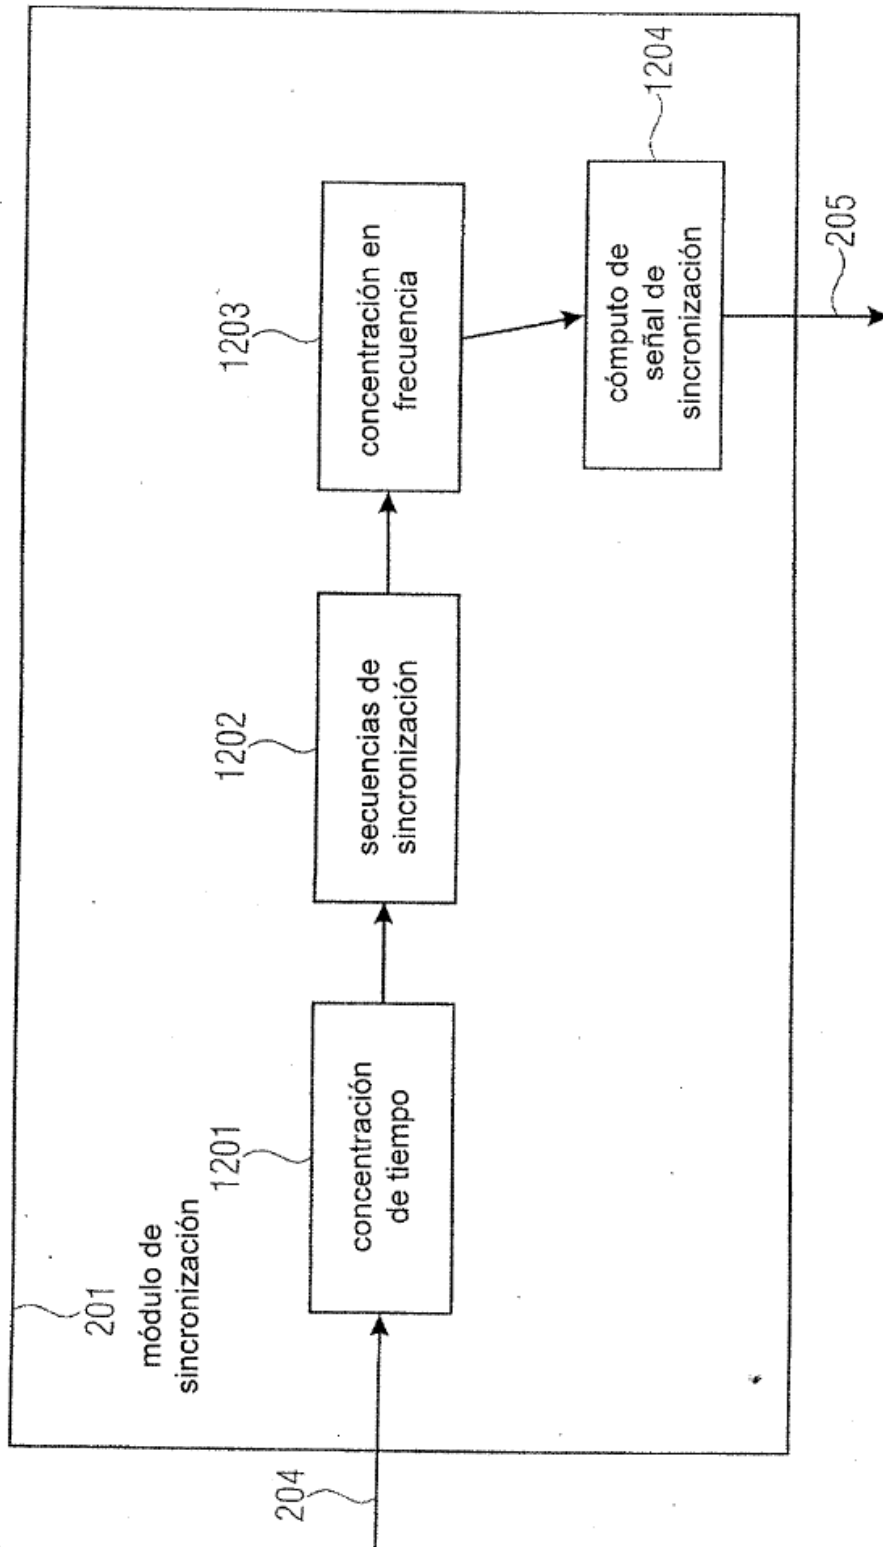 201
módulo de
sincronización
204
1201
concentración
de tiempo
1202
secuencias de
sincronización
1203
concentración en
frecuencia
1204
cómputo de
señal de
sincronización
205